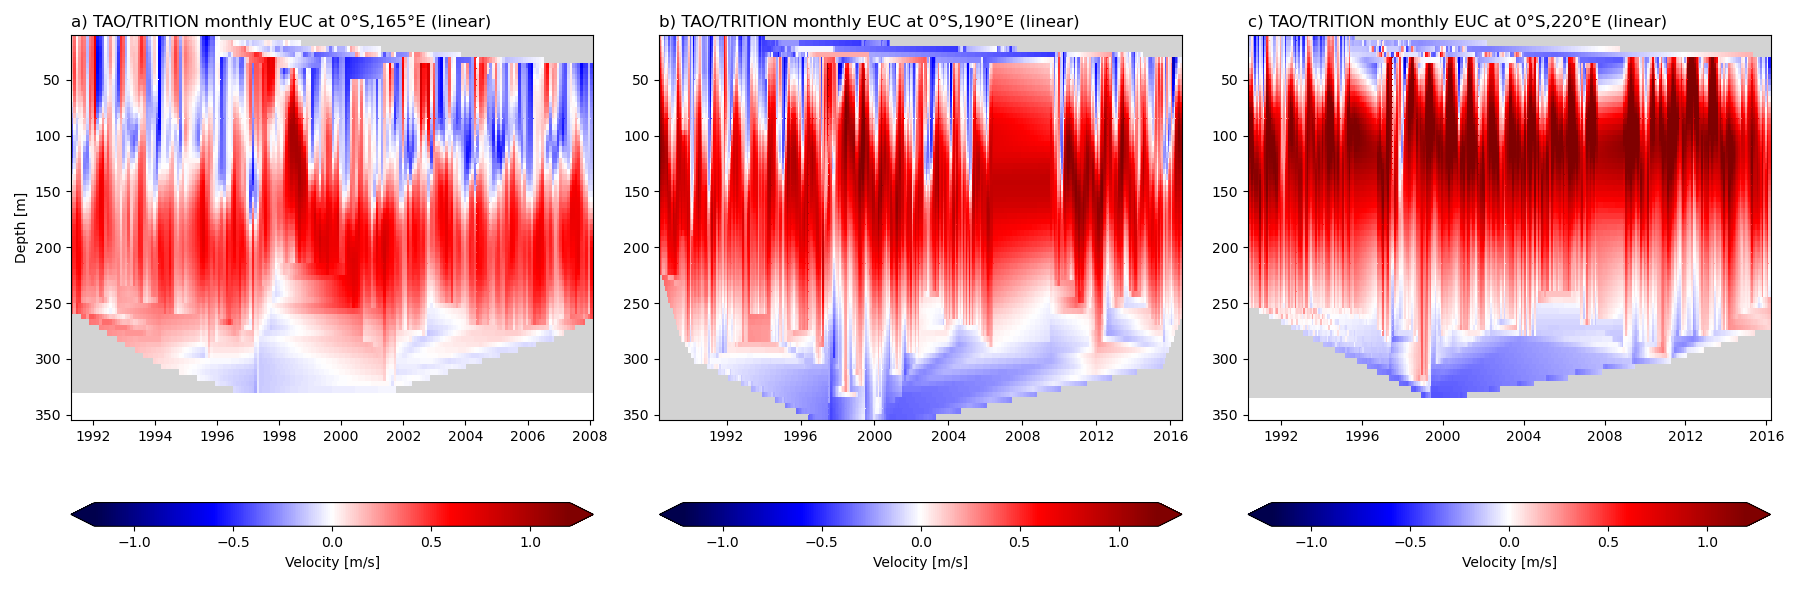 a) TAO/TRITION monthly EUC at 0°S,165°E (linear)
b) TAO/TRITION monthly EUC at 0°S,190°E (linear)
c) TAO/TRITION monthly EUC at 0°S,220°E (linear)
Depth [m]
50
100
150
200
250
300
350
1992 1994 1996 1998 2000 2002 2004 2006 2008
50
100
150
200
250
300
350
1992 1996 2000 2004 2008 2012 2016
50
100
150
200
250
300
350
1992 1996 2000 2004 2008 2012 2016
−1.0 −0.5 0.0 0.5 1.0
Velocity [m/s]
−1.0 −0.5 0.0 0.5 1.0
Velocity [m/s]
−1.0 −0.5 0.0 0.5 1.0
Velocity [m/s]